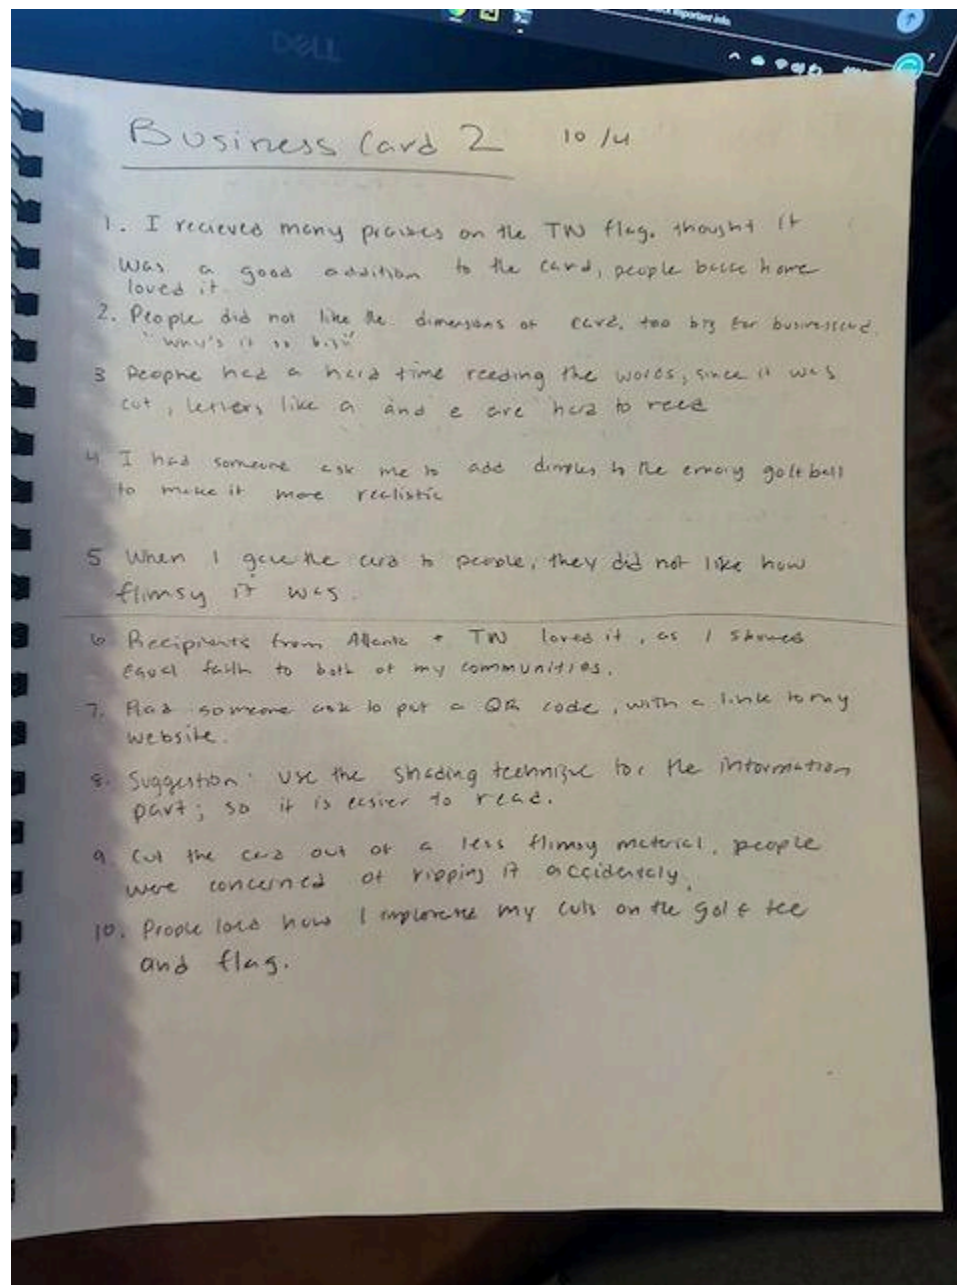 important info.
DELL
Business Card 2 10/4
1. I recieved many praises on the TW flag. thought it
was a good addition to the card, people back home
loved it.
2. People did not like the dimensions of card, too big for businesscard.
"Why's it so big"
3 People had a hard time reading the words, since it was
cut, letters like a and e are hard to read
4 I had someone ask me to add dimples to the emory golf ball
to make it more realistic
5 When I gave the card to people, they did not like how
flimsy it was.
6 Recipients from Atlanta + TW loved it, as I showed
equal faith to both of my communities.
7. Had someone ask to put a QR code, with a link to my
website.
8. Suggestion: use the shading technique for the information
part; so it is easier to read.
9. Cut the card out of a less flimsy material, people
were concerned of ripping it accidentaly.
10. People how I my cuts on the golf tee
and flag.